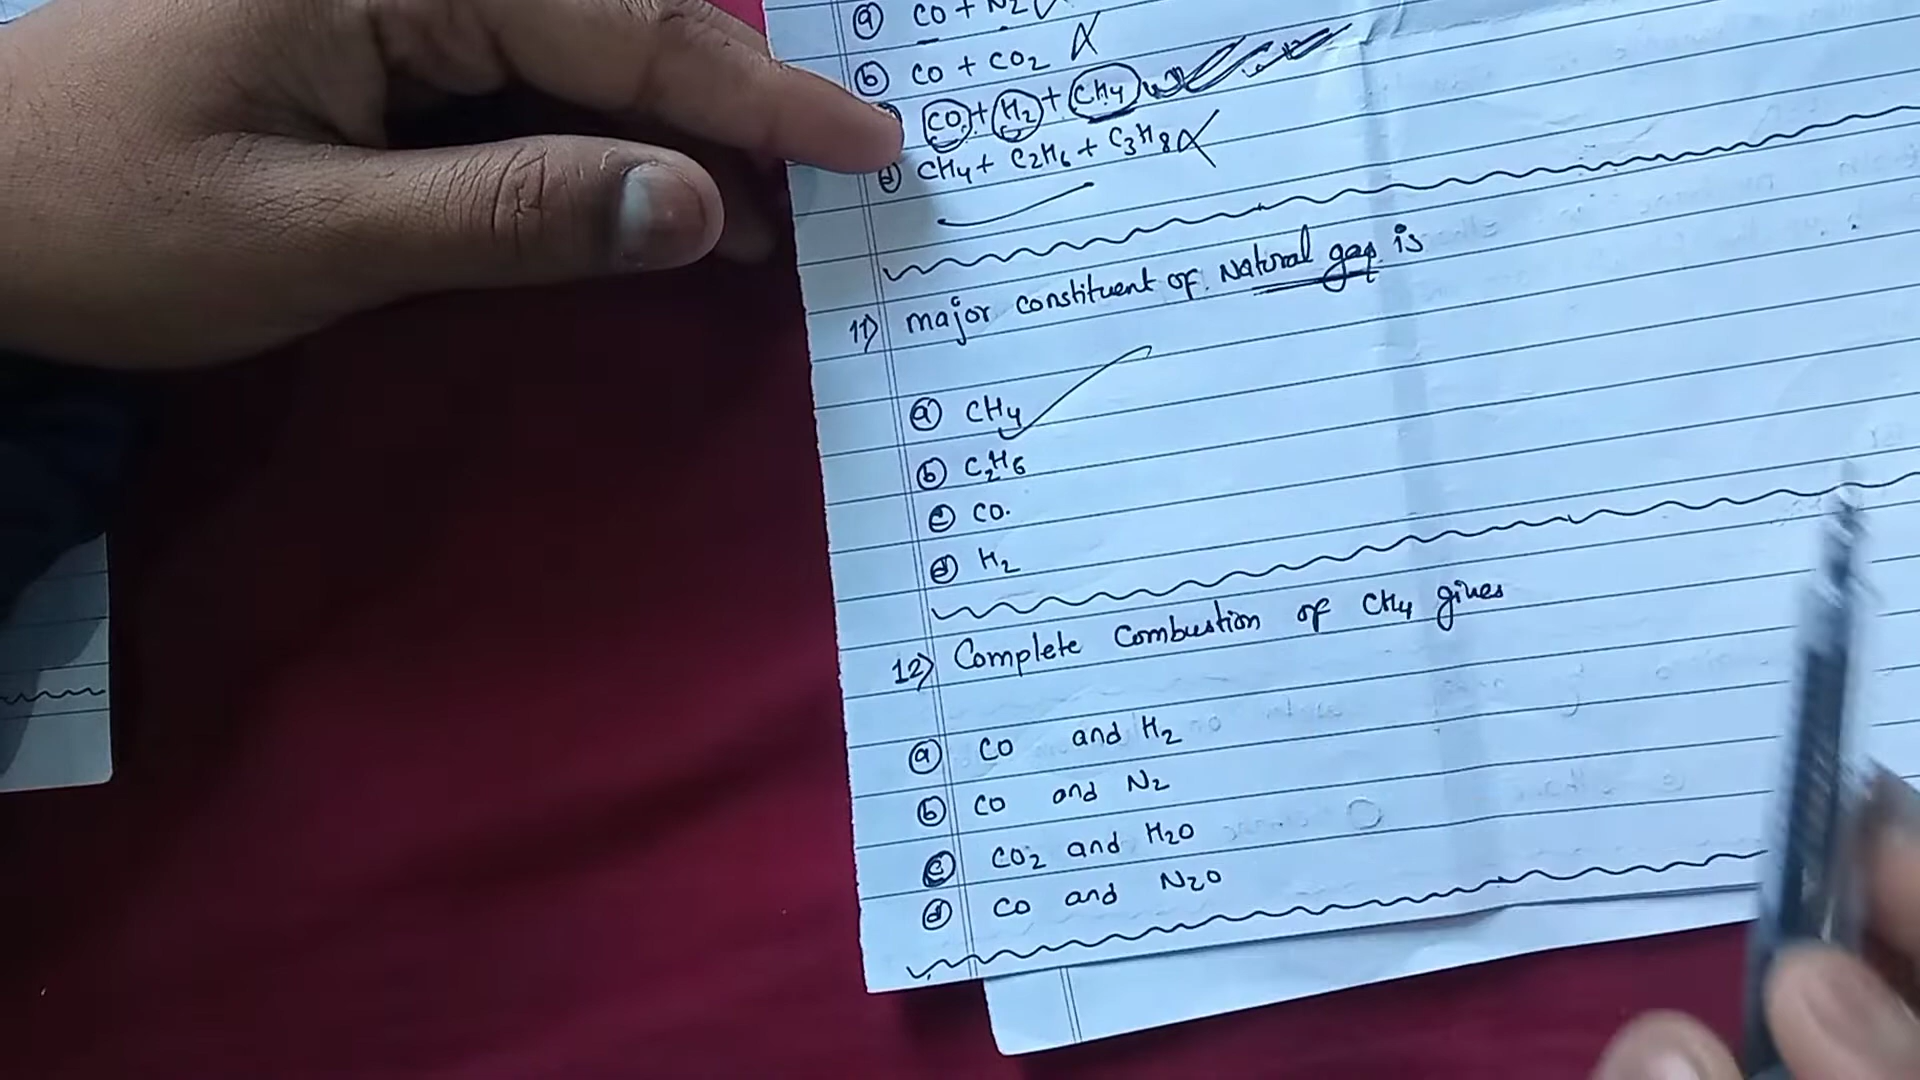 (a) CO + N2
(b) CO + CO2
CO + H2 + CH4
(d) CH4 + C2H6 + C3H8
11) major constituent of Natural gas is
(a) CH4
(b) C2H6
(c) CO.
(d) H2
12) Complete Combustion of CH4 gives
(a) CO and H2
(b) CO and N2
(c) CO2 and H2O
(d) CO and N2O